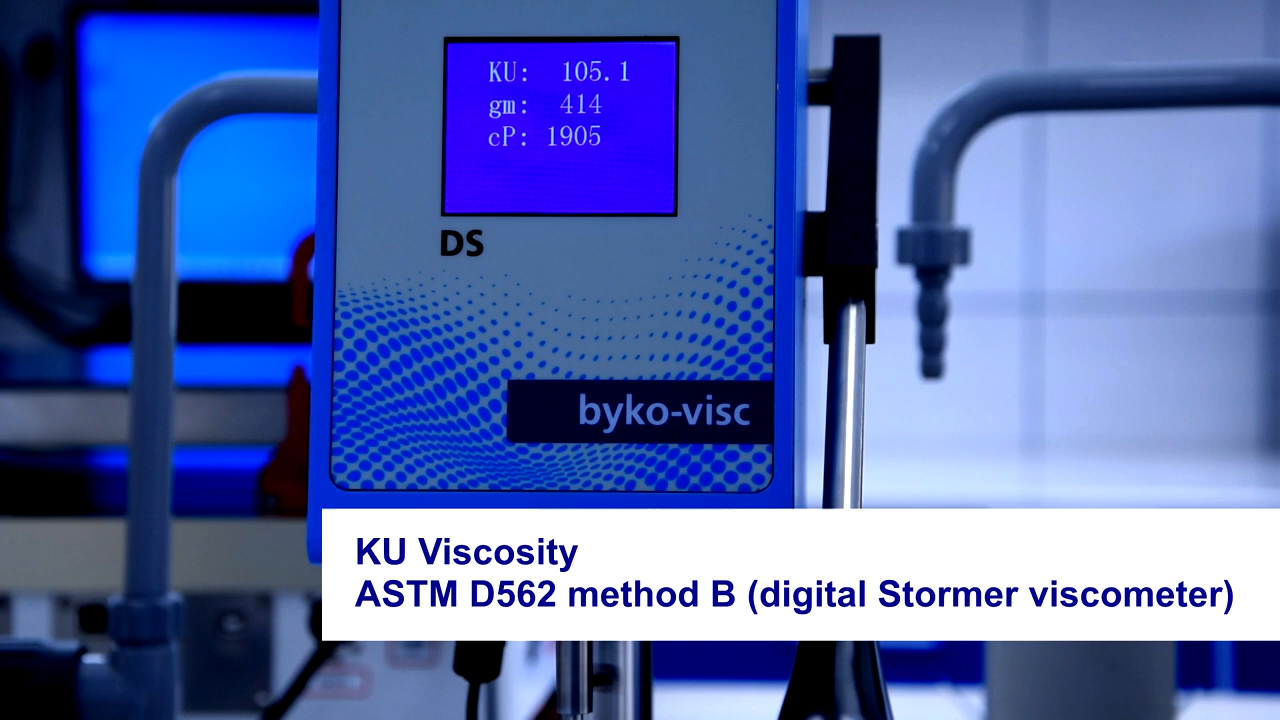 KU: 105.1
gm: 414
cP: 1905
DS
byko-visc
KU Viscosity
ASTM D562 method B (digital Stormer viscometer)